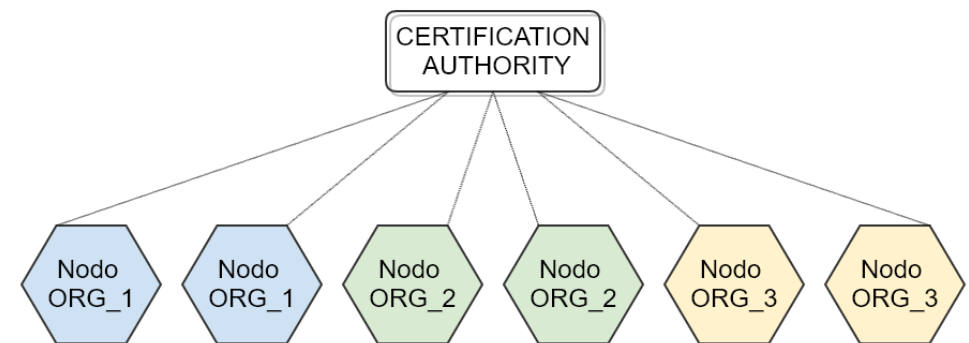 CERTIFICATION
AUTHORITY
Nodo
ORG_1
Nodo
ORG_1
Nodo
ORG_2
Nodo
ORG_2
Nodo
ORG_3
Nodo
ORG_3